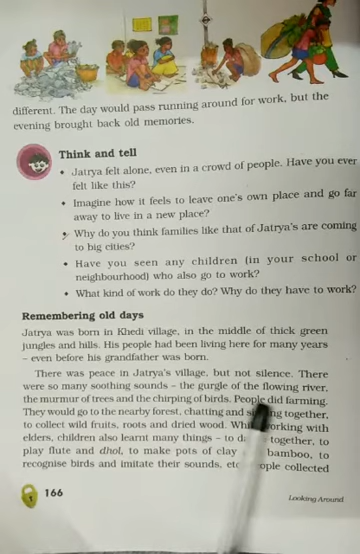 different. The day would pass running around for work, but the
evening brought back old memories.
Think and tell
• Jatrya felt alone, even in a crowd of people. Have you ever
felt like this?
• Imagine how it feels to leave one's own place and go far
away to live in a new place?
• Why do you think families like that of Jatrya's are coming
to big cities?
• Have you seen any children (in your school or
neighbourhood) who also go to work?
• What kind of work do they do? Why do they have to work?
Remembering old days
Jatrya was born in Khedi village, in the middle of thick green
jungles and hills. His people had been living here for many years
– even before his grandfather was born.
There was peace in Jatrya's village, but not silence. There
were so many soothing sounds – the gurgle of the flowing river,
the murmur of trees and the chirping of birds. People did farming.
They would go to the nearby forest, chatting and together,
to collect wild fruits, roots and dried wood. working with
elders, children also learnt many things – to together, to
play flute and dhol, to make pots of clay bamboo, to
recognise birds and imitate their sounds, collected
166
Looking Around